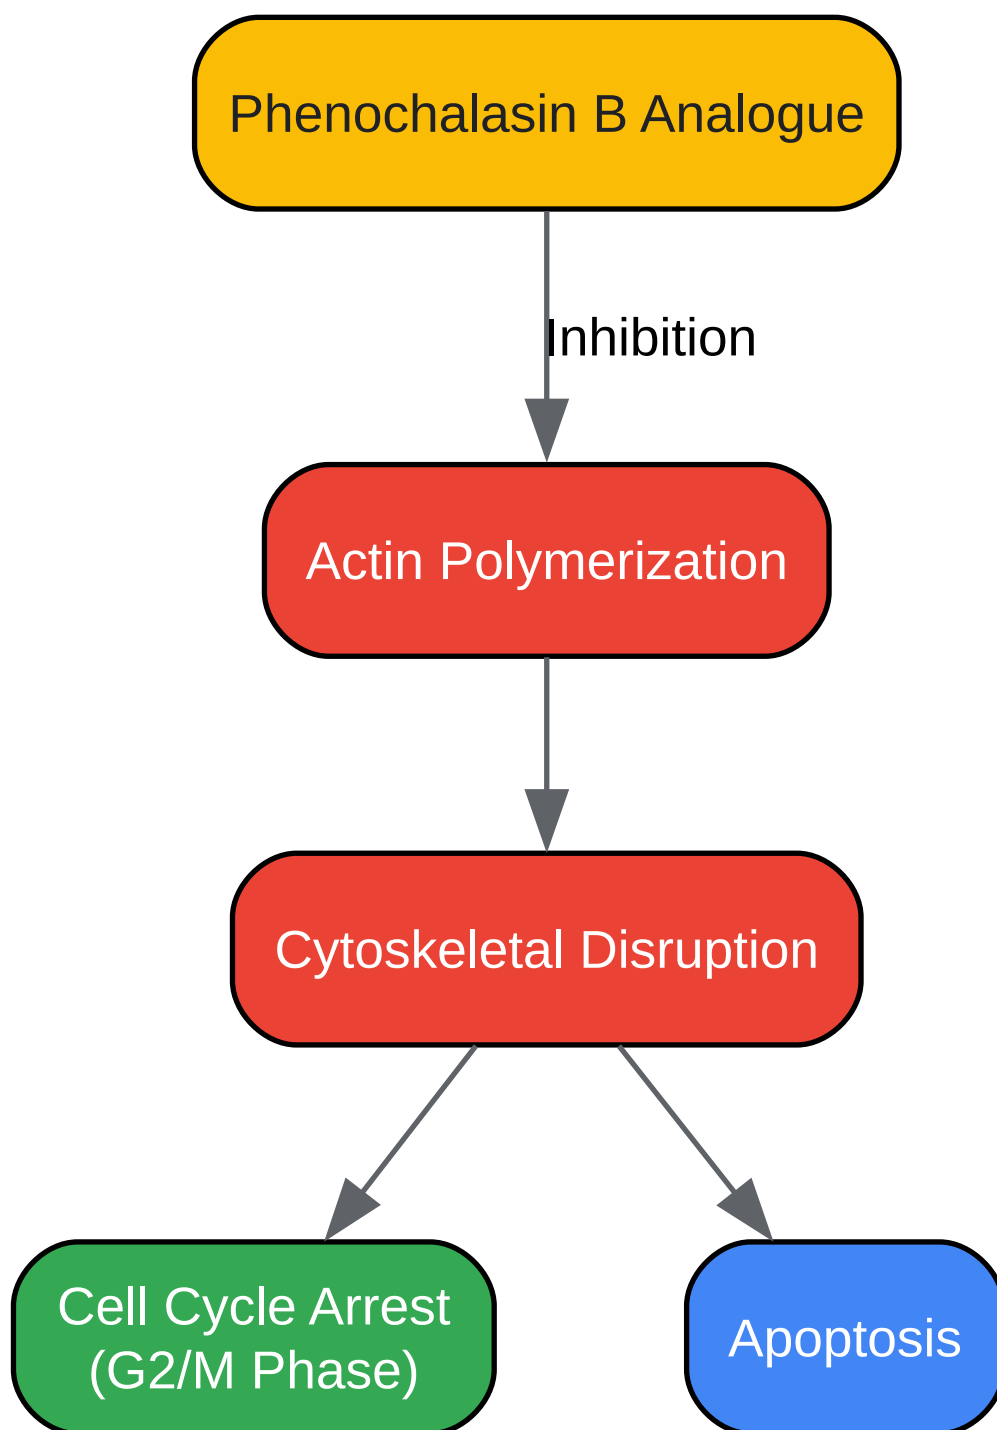 Phenochalasin B Analogue
Inhibition
Actin Polymerization
Cytoskeletal Disruption
Cell Cycle Arrest
(G2/M Phase)
Apoptosis